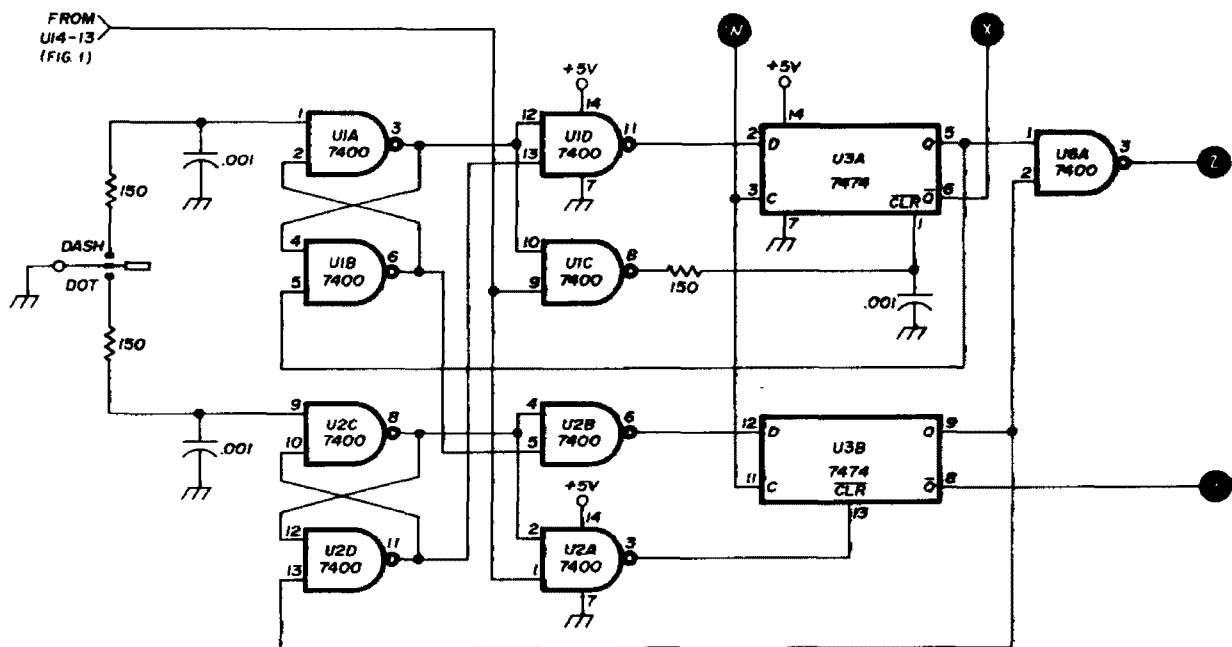 FROM
U14-13
(FIG. 1)
N
X
+5V
14
+5V
14
1
2
U1A
7400
3
12
13
U1D
7400
11
7
2
D
3
C
U3A
7474
Q
5
Q̅
6
C̅L̅R̅
1
7
1
2
U6A
7400
3
Z
.001
150
DASH
DOT
150
4
5
U1B
7400
6
10
9
U1C
7400
8
150
.001
9
10
U2C
7400
8
4
5
U2B
7400
6
12
D
11
C
U3B
7474
C̅L̅R̅
13
Q
9
Q̅
8
.001
12
13
U2D
7400
11
+5V
14
2
1
U2A
7400
3
7